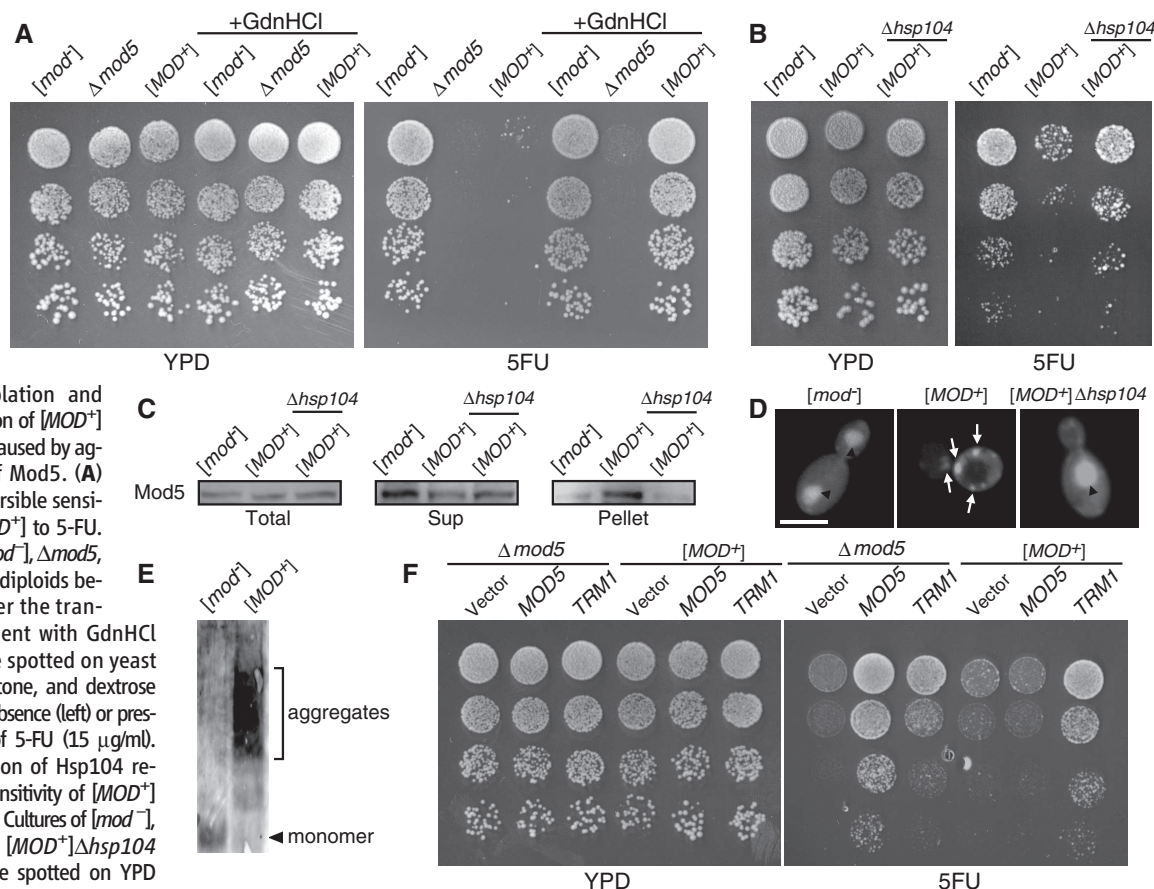 A
+GdnHCl
+GdnHCl
[mod⁻] Δmod5 [MOD⁺] [mod⁻] Δmod5 [MOD⁺]
[mod⁻] Δmod5 [MOD⁺] [mod⁻] Δmod5 [MOD⁺]
YPD
5FU
B
Δhsp104
Δhsp104
[mod⁻] [MOD⁺] [MOD⁺]
[mod⁻] [MOD⁺] [MOD⁺]
YPD
5FU
lation and
on of [MOD⁺]
aused by ag-
f Mod5. (A)
rsible sensi-
D⁺] to 5-FU.
od⁻], Δmod5,
diploids be-
er the tran-
ent with GdnHCl
e spotted on yeast
tone, and dextrose
bsence (left) or pres-
of 5-FU (15 μg/ml).
on of Hsp104 re-
nsitivity of [MOD⁺]
Cultures of [mod⁻],
[MOD⁺]Δhsp104
e spotted on YPD
C
Δhsp104
Δhsp104
Δhsp104
[mod⁻] [MOD⁺] [MOD⁺]
[mod⁻] [MOD⁺] [MOD⁺]
[mod⁻] [MOD⁺] [MOD⁺]
Mod5
Total
Sup
Pellet
D
[mod⁻]
[MOD⁺]
[MOD⁺]Δhsp104
E
[mod⁻] [MOD⁺]
aggregates
monomer
F
Δmod5
[MOD⁺]
Δmod5
[MOD⁺]
Vector MOD5 TRM1 Vector MOD5 TRM1
Vector MOD5 TRM1 Vector MOD5 TRM1
YPD
5FU